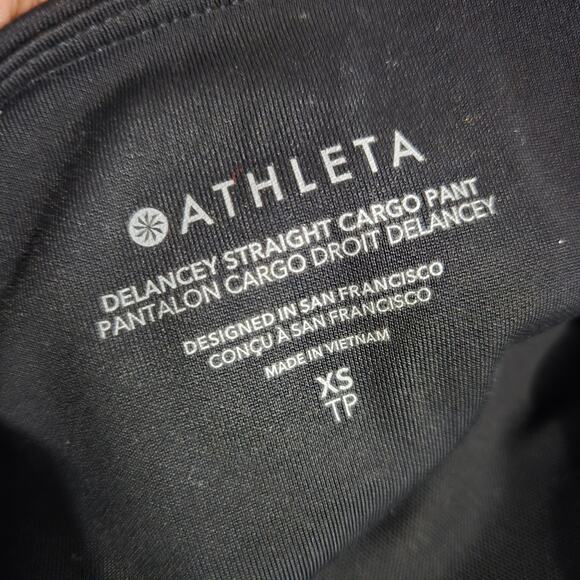 ATHLETA
DELANCEY STRAIGHT CARGO PANT
PANTALON CARGO DROIT DELANCEY
DESIGNED IN SAN FRANCISCO
CONÇU À SAN FRANCISCO
MADE IN VIETNAM
XS
TP